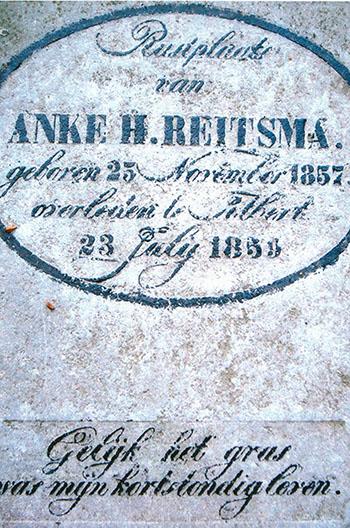 Rustplaats
van
ANKE H. REITSMA.
geboren 25 November 1857
overleden te
23 July 1859
Gelijk het gras
was mijn kortstondig leven.